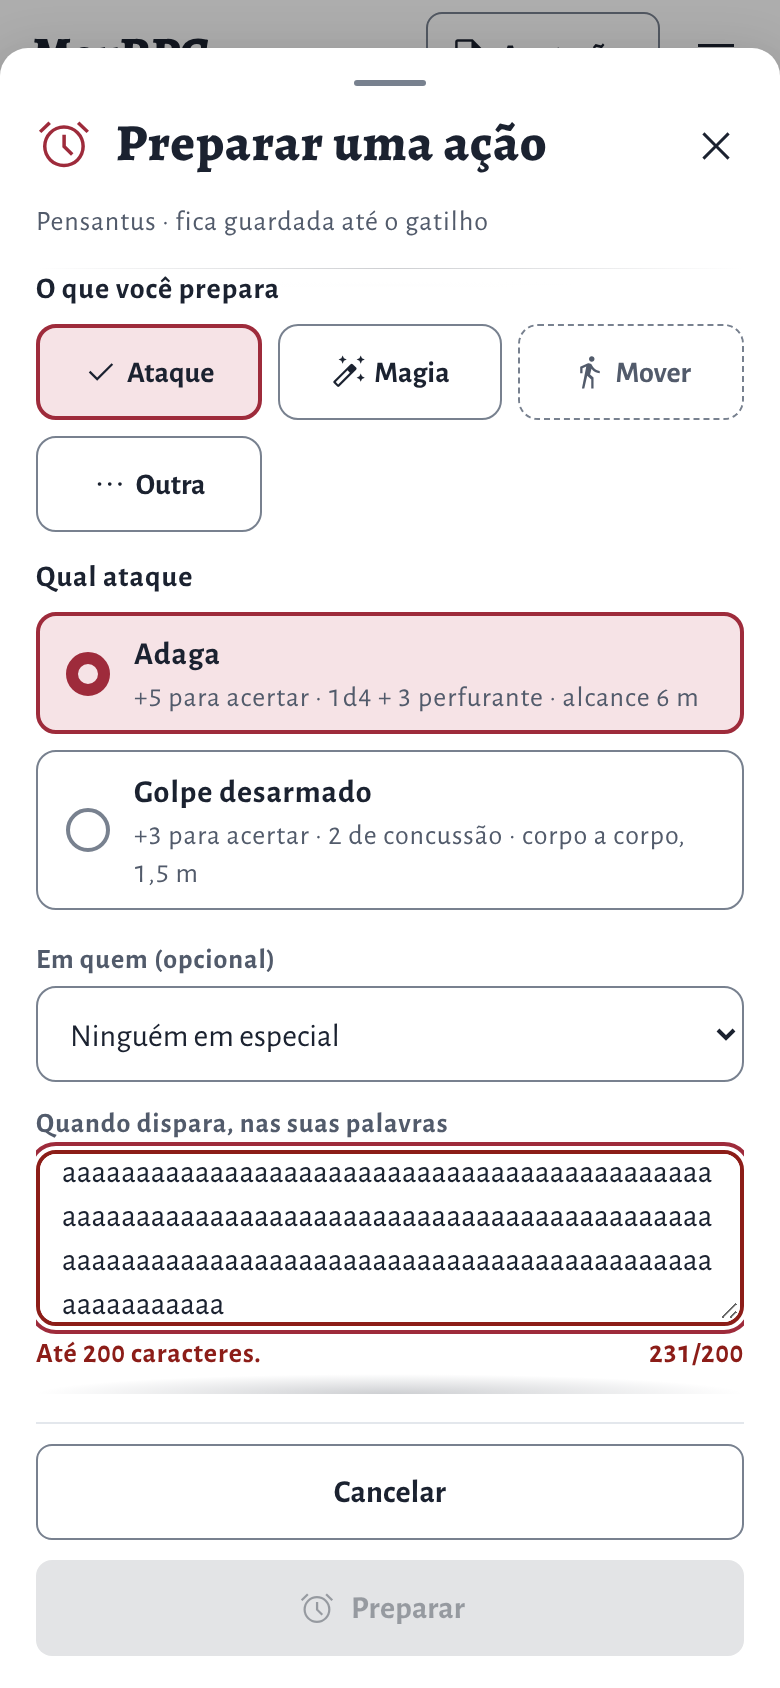 Preparar uma ação
Pensantus · fica guardada até o gatilho
O que você prepara
Ataque
Magia
Mover
Outra
Qual ataque
Adaga
+5 para acertar · 1d4 + 3 perfurante · alcance 6 m
Golpe desarmado
+3 para acertar · 2 de concussão · corpo a corpo,
1,5 m
Em quem (opcional)
Ninguém em especial
Quando dispara, nas suas palavras
aaaaaaaaaaaaaaaaaaaaaaaaaaaaaaaaaaaaaaaaaaaa
aaaaaaaaaaaaaaaaaaaaaaaaaaaaaaaaaaaaaaaaaaaa
aaaaaaaaaaaaaaaaaaaaaaaaaaaaaaaaaaaaaaaaaaaa
aaaaaaaaaaa
Até 200 caracteres.
231/200
Cancelar
Preparar